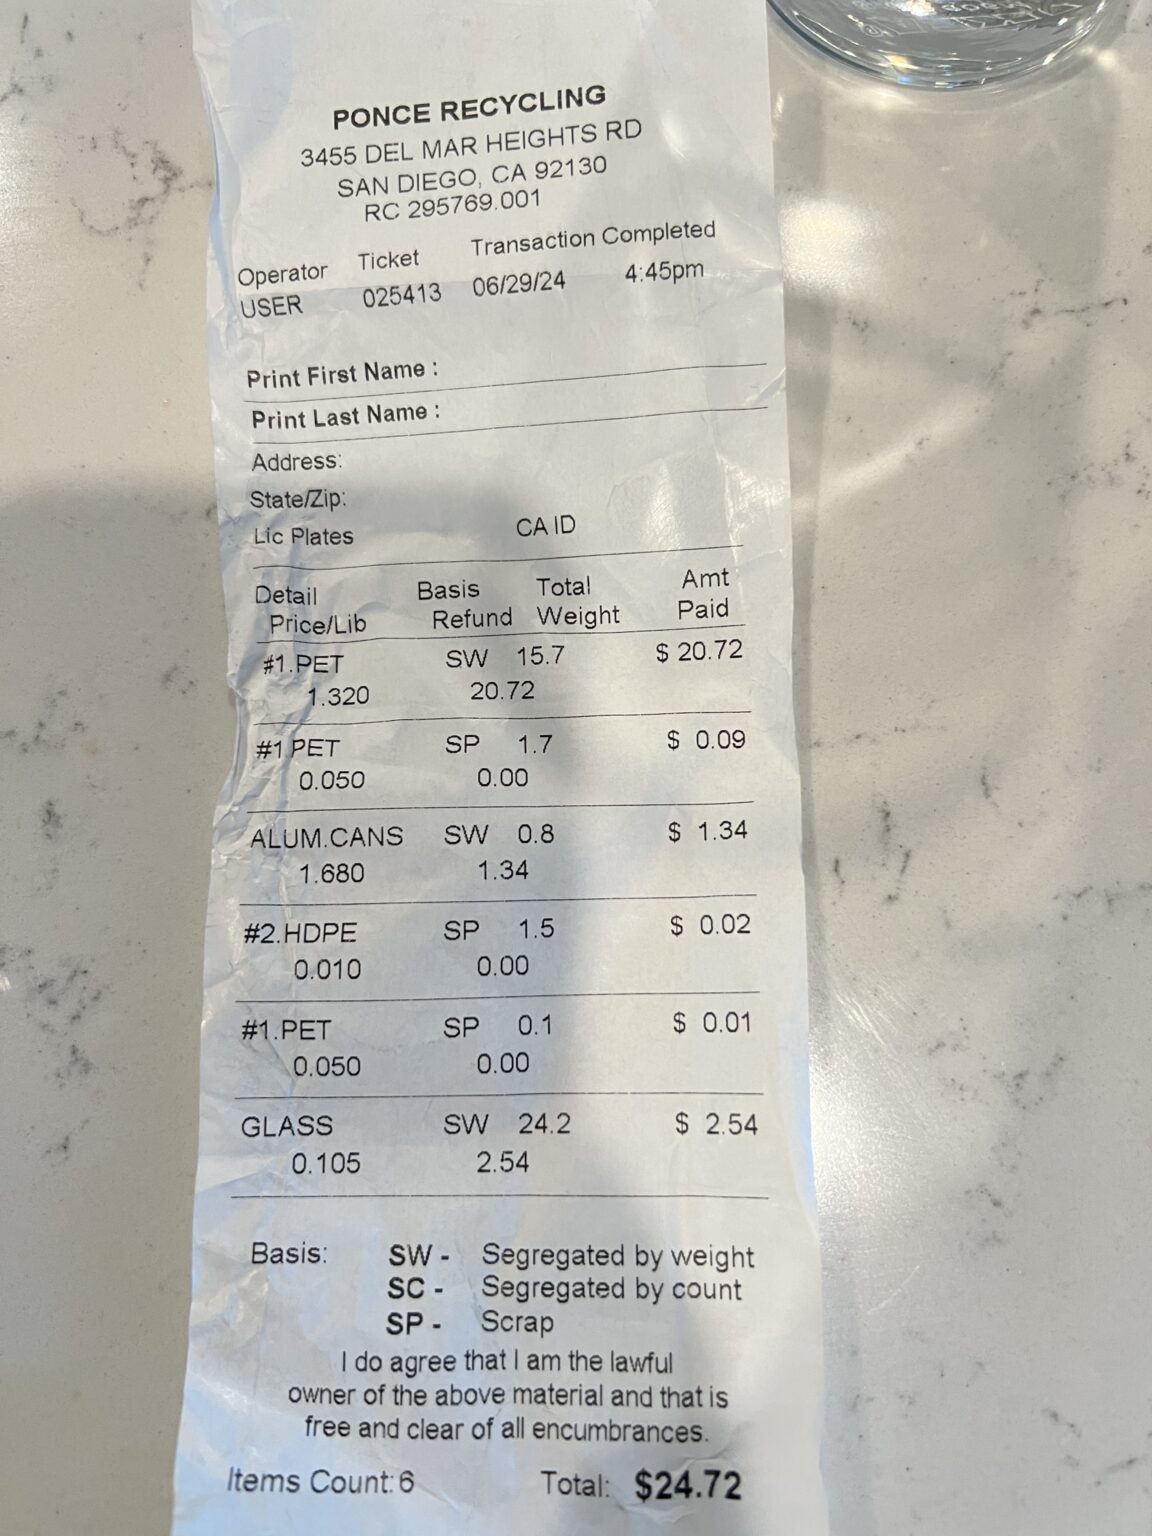 PONCE RECYCLING
3455 DEL MAR HEIGHTS RD
SAN DIEGO, CA 92130
RC 295769.001
Operator Ticket Transaction Completed
USER 025413 06/29/24 4:45pm
Print First Name :
Print Last Name :
Address:
State/Zip:
Lic Plates CA ID
Detail Basis Total Amt
Price/Lib Refund Weight Paid
#1.PET SW 15.7 $ 20.72
1.320 20.72
#1.PET SP 1.7 $ 0.09
0.050 0.00
ALUM.CANS SW 0.8 $ 1.34
1.680 1.34
#2.HDPE SP 1.5 $ 0.02
0.010 0.00
#1.PET SP 0.1 $ 0.01
0.050 0.00
GLASS SW 24.2 $ 2.54
0.105 2.54
Basis: SW - Segregated by weight
SC - Segregated by count
SP - Scrap
I do agree that I am the lawful
owner of the above material and that is
free and clear of all encumbrances.
Items Count: 6 Total: $24.72